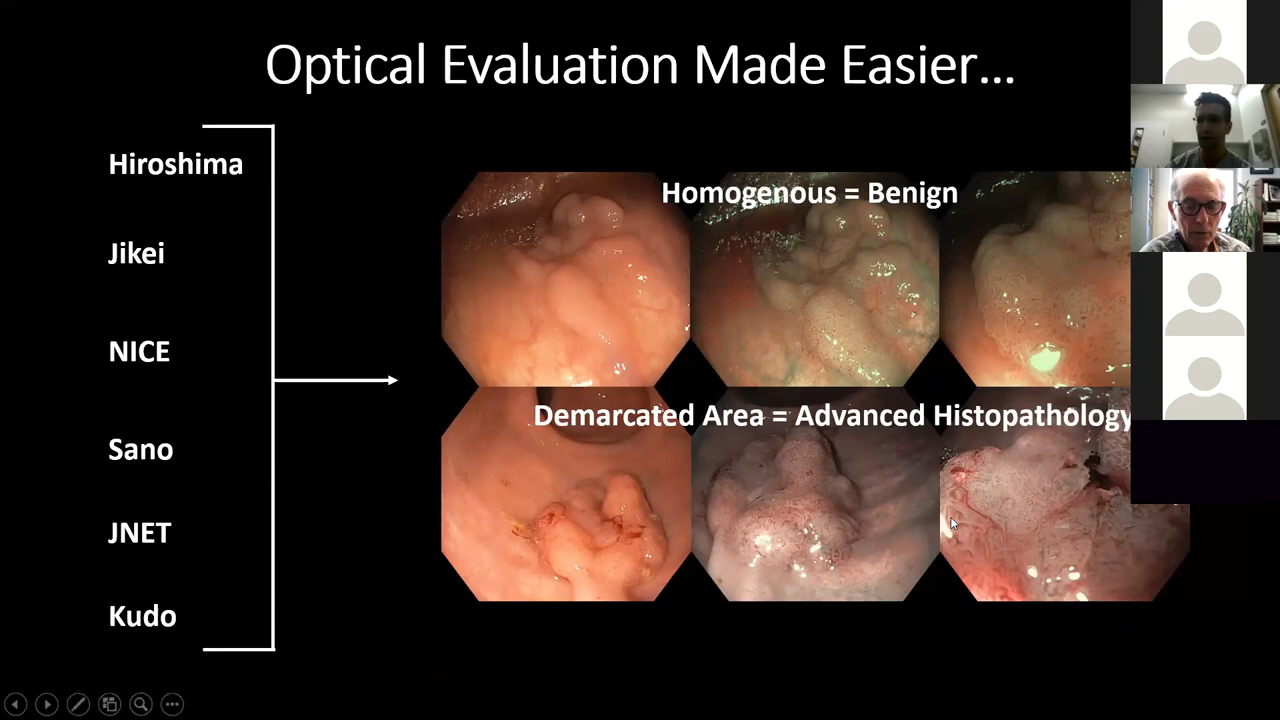 Optical Evaluation Made Easier...
Hiroshima
Jikei
NICE
Sano
JNET
Kudo
Homogenous = Benign
Demarcated Area = Advanced Histopathology